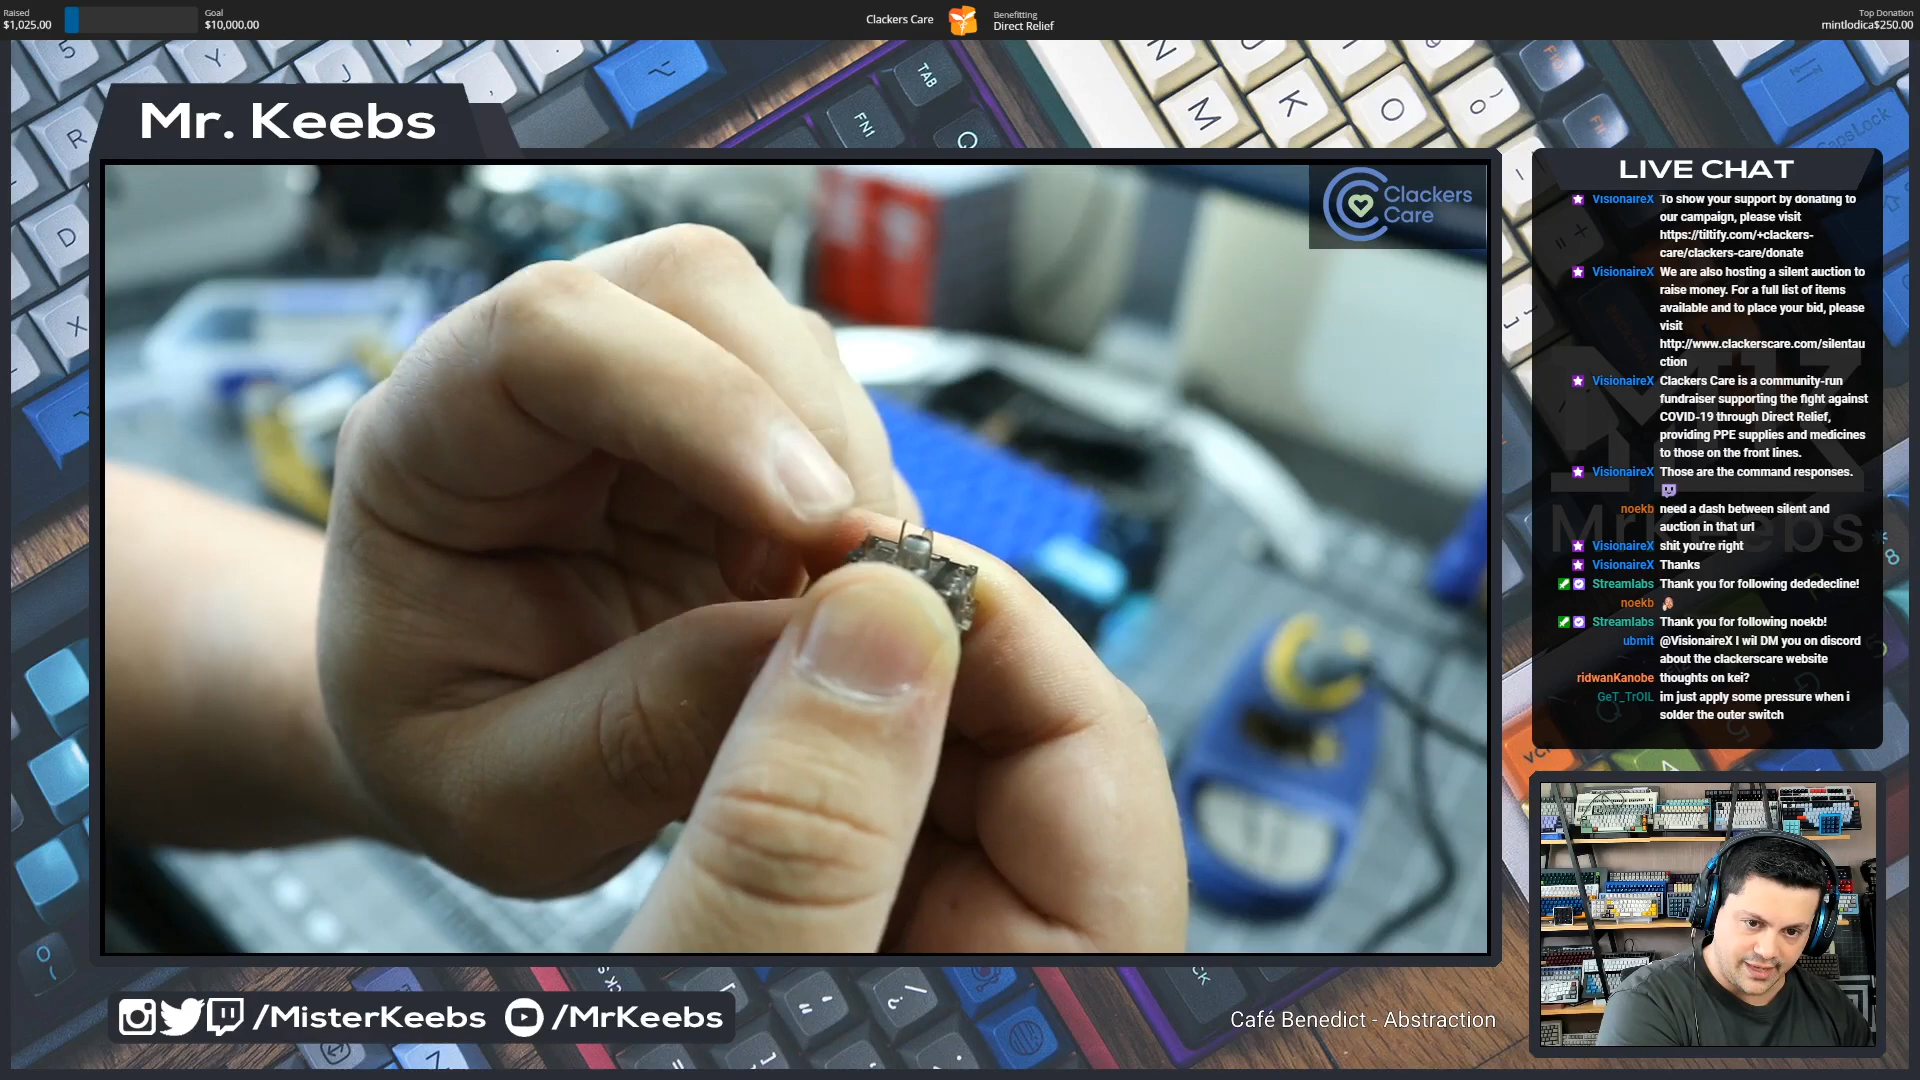 Raised
$1,025.00
Goal
$10,000.00
Clackers Care
Benefitting
Direct Relief
Top Donation
mintlodica$250.00
Mr. Keebs
Clackers
Care
LIVE CHAT
VisionaireX To show your support by donating to
our campaign, please visit
https://tiltify.com/+clackers-
care/clackers-care/donate
VisionaireX We are also hosting a silent auction to
raise money. For a full list of items
available and to place your bid, please
visit
http://www.clackerscare.com/silentau
ction
VisionaireX Clackers Care is a community-run
fundraiser supporting the fight against
COVID-19 through Direct Relief,
providing PPE supplies and medicines
to those on the front lines.
VisionaireX Those are the command responses.
noekb need a dash between silent and
auction in that url
VisionaireX shit you're right
VisionaireX Thanks
Streamlabs Thank you for following dededecline!
noekb
Streamlabs Thank you for following noekb!
ubmit @VisionaireX I wil DM you on discord
about the clackerscare website
ridwanKanobe thoughts on kei?
GeT_TrOIL im just apply some pressure when i
solder the outer switch
MrKeebs
/MisterKeebs
/MrKeebs
Café Benedict - Abstraction
5
Y
J
R
D
X
TAB
FN1
N
M
K
O
CapsLock
Z